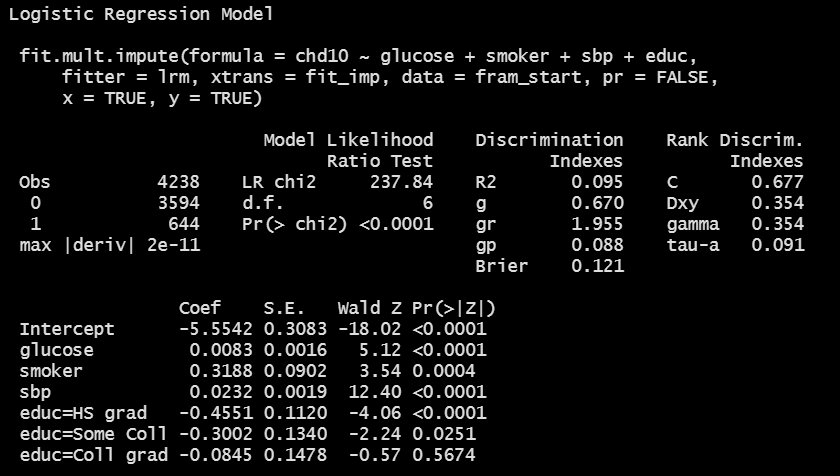 Logistic Regression Model
fit.mult.impute(formula = chd10 ~ glucose + smoker + sbp + educ,
fitter = lrm, xtrans = fit_imp, data = fram_start, pr = FALSE,
x = TRUE, y = TRUE)
Model Likelihood Discrimination Rank Discrim.
Ratio Test Indexes Indexes
Obs 4238 LR chi2 237.84 R2 0.095 C 0.677
0 3594 d.f. 6 g 0.670 Dxy 0.354
1 644 Pr(> chi2) <0.0001 gr 1.955 gamma 0.354
max |deriv| 2e-11 gp 0.088 tau-a 0.091
Brier 0.121
Coef S.E. Wald Z Pr(>|Z|)
Intercept -5.5542 0.3083 -18.02 <0.0001
glucose 0.0083 0.0016 5.12 <0.0001
smoker 0.3188 0.0902 3.54 0.0004
sbp 0.0232 0.0019 12.40 <0.0001
educ=HS grad -0.4551 0.1120 -4.06 <0.0001
educ=Some Coll -0.3002 0.1340 -2.24 0.0251
educ=Coll grad -0.0845 0.1478 -0.57 0.5674